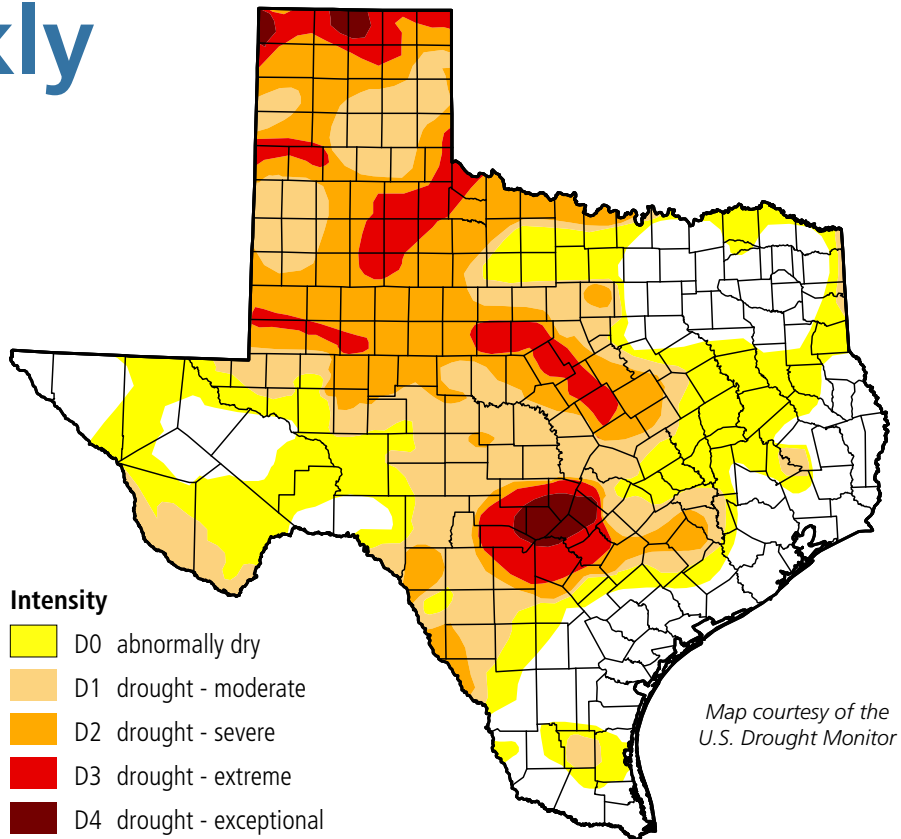 kly
Intensity
D0 abnormally dry
D1 drought - moderate
D2 drought - severe
D3 drought - extreme
D4 drought - exceptional
Map courtesy of the
U.S. Drought Monitor